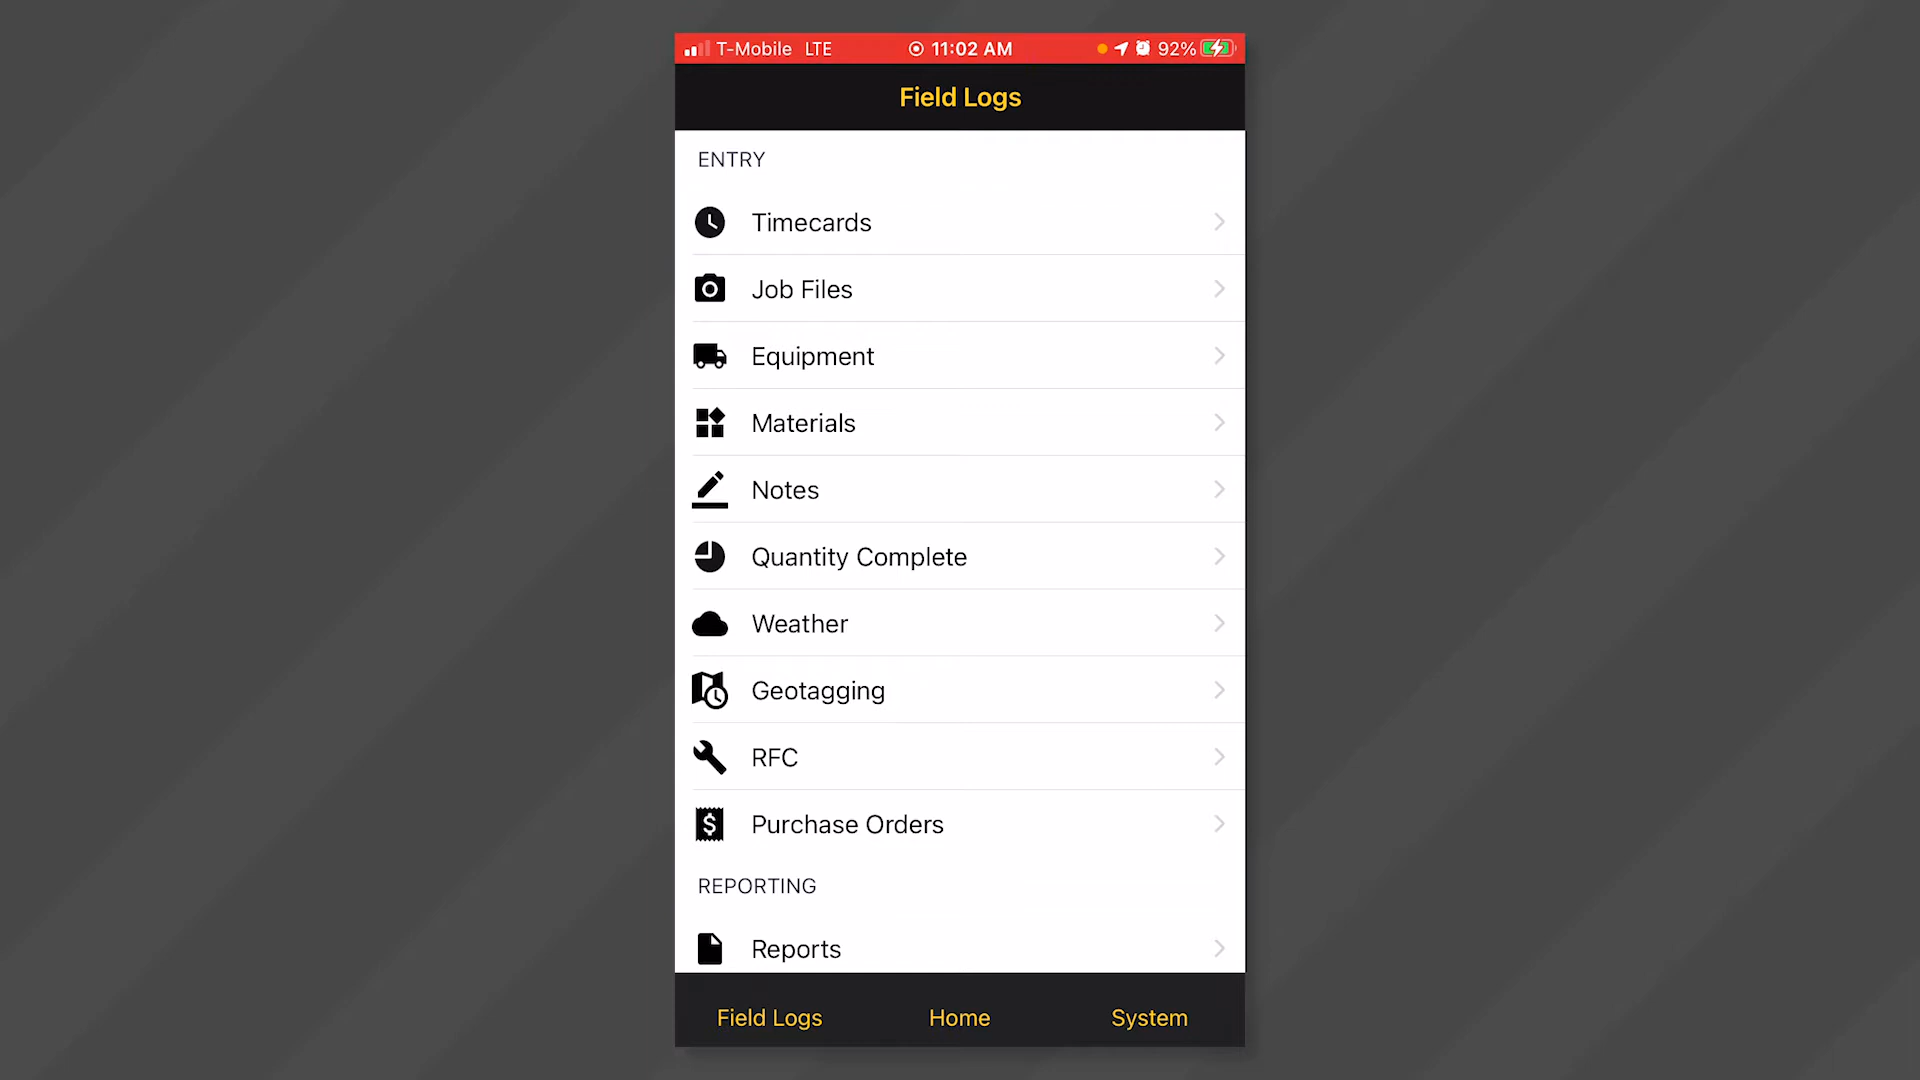 T-Mobile LTE 11:02 AM 92%
Field Logs
ENTRY
Timecards
Job Files
Equipment
Materials
Notes
Quantity Complete
Weather
Geotagging
RFC
$ Purchase Orders
REPORTING
Reports
Field Logs Home System